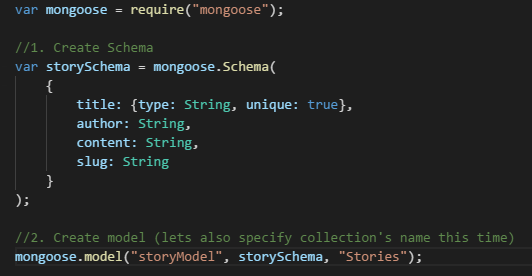 var mongoose = require("mongoose");
//1. Create Schema
var storySchema = mongoose.Schema(
    {
        title: {type: String, unique: true},
        author: String,
        content: String,
        slug: String
    }
);
//2. Create model (lets also specify collection's name this time)
mongoose.model("storyModel", storySchema, "Stories");